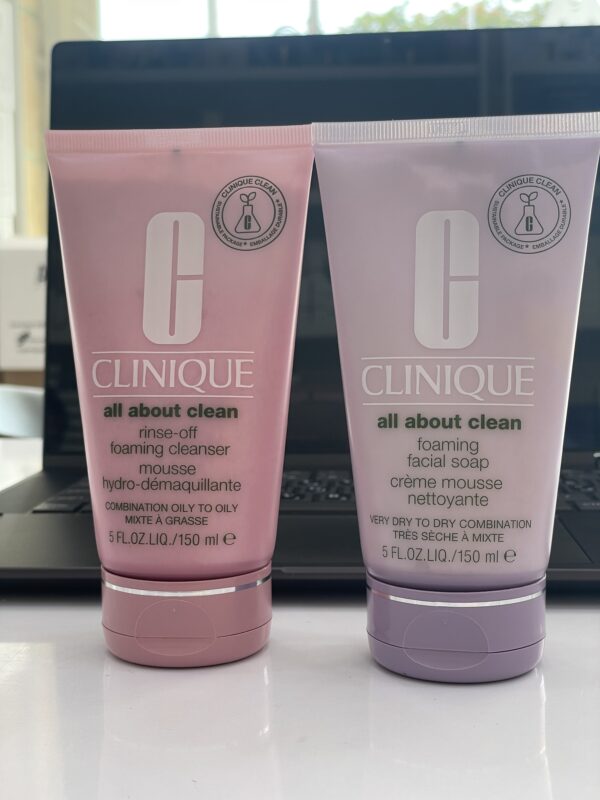 CLINIQUE CLEAN
SUSTAINABLE PACKAGE * EMBALLAGE DURABLE *
C
C
CLINIQUE
all about clean
rinse-off
foaming cleanser
mousse
hydro-démaquillante
COMBINATION OILY TO OILY
MIXTE À GRASSE
5 FL.OZ.LIQ./150 ml ℮
CLINIQUE CLEAN
SUSTAINABLE PACKAGE * EMBALLAGE DURABLE *
C
C
CLINIQUE
all about clean
foaming
facial soap
crème mousse
nettoyante
VERY DRY TO DRY COMBINATION
TRÈS SÈCHE À MIXTE
5 FL.OZ.LIQ./150 ml ℮